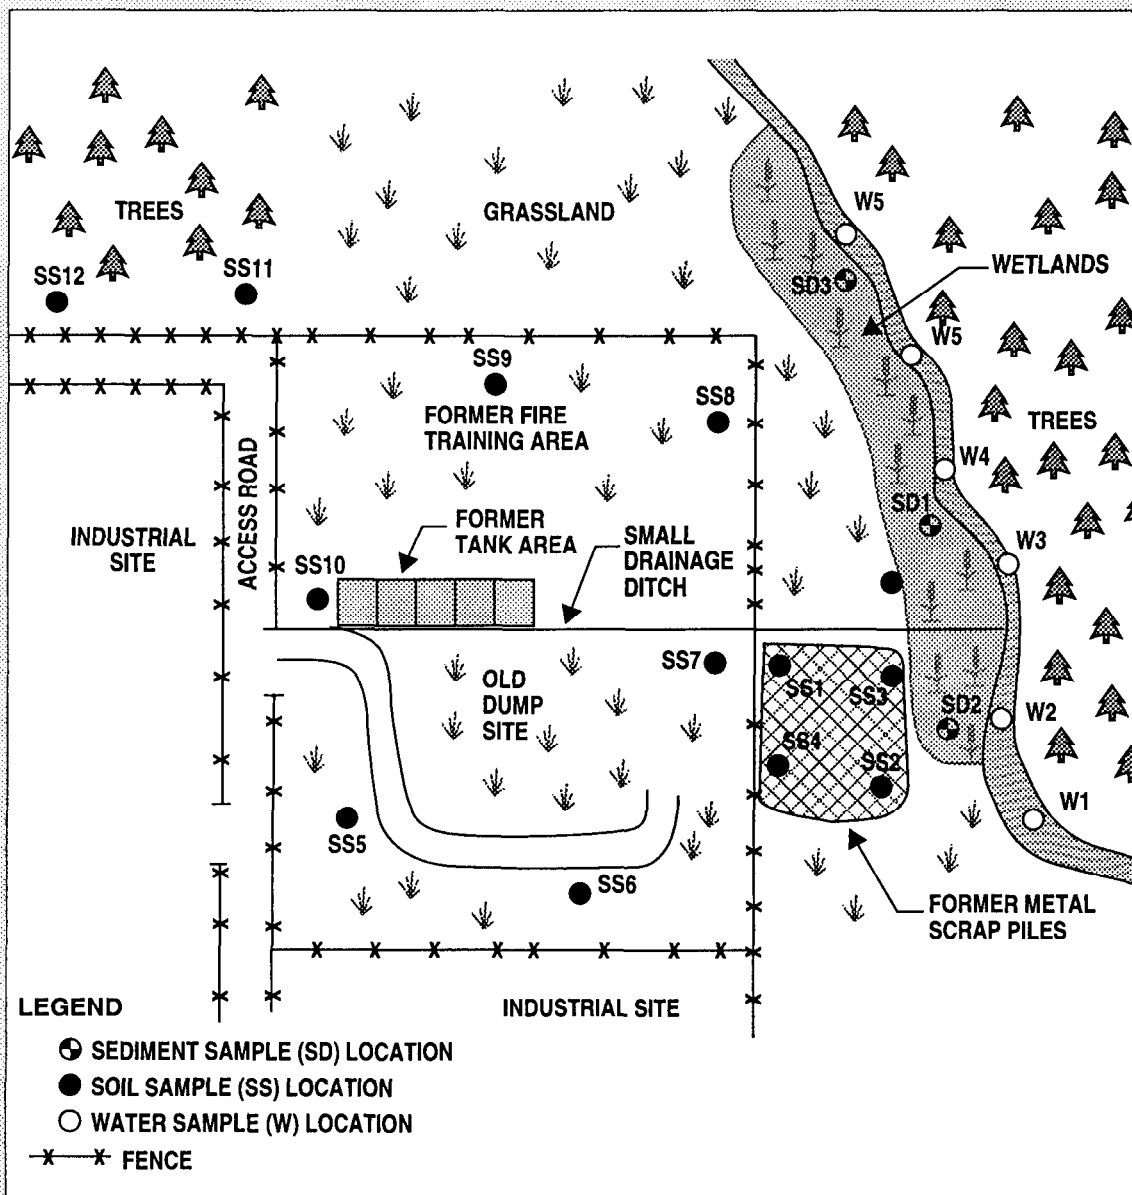 W5
TREES
GRASSLAND
SS12
SS11
WETLANDS
SD3
W5
SS9
SS8
FORMER FIRE
TRAINING AREA
TREES
ACCESS ROAD
W4
INDUSTRIAL
SITE
FORMER
TANK AREA
SD1
SMALL
DRAINAGE
DITCH
W3
SS10
SS7
OLD
DUMP
SITE
SS1
SS3
SD2
W2
SS4
SS2
W1
SS5
SS6
FORMER METAL
SCRAP PILES
INDUSTRIAL SITE
LEGEND
SEDIMENT SAMPLE (SD) LOCATION
SOIL SAMPLE (SS) LOCATION
WATER SAMPLE (W) LOCATION
FENCE